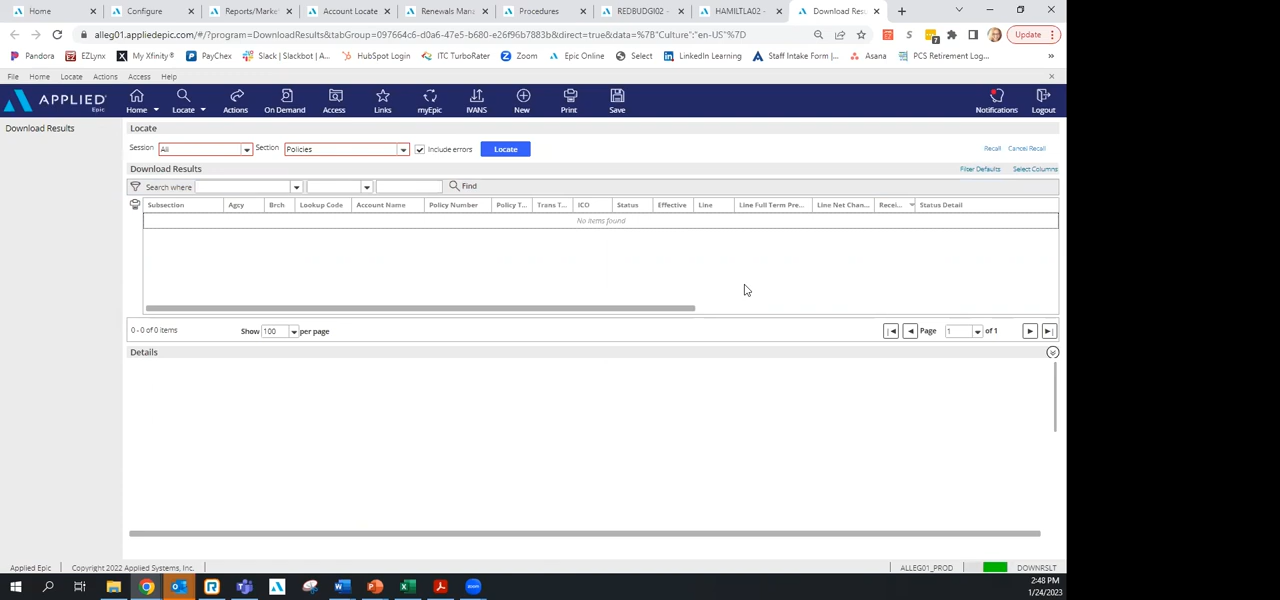 Home
Configure
Reports/Marke
Account Locate
Renewals Mana
Procedures
REDBUDGI02 -
HAMILTLA02 -
Download Resu
alleg01.appliedepic.com/#/?program=DownloadResults&tabGroup=097664c6-d0a6-47e5-b680-e26f96b7883b&direct=true&data=%7B"Culture":"en-US"%7D
Update
Pandora
EZLynx
My Xfinity®
PayChex
Slack | Slackbot |...
HubSpot Login
ITC TurboRater
Zoom
Epic Online
Select
LinkedIn Learning
Staff Intake Form...
Asana
PCS Retirement Log...
File Home Locate Actions Access Help
APPLIED
Epic
Home
Locate
Actions
On Demand
Access
Links
myEpic
IVANS
New
Print
Save
Notifications
Logout
Download Results
Locate
Session All Section Policies Include errors Locate
Recall Cancel Recall
Download Results
Filter Defaults Select Columns
Search where Find
Subsection Agcy Brch Lookup Code Account Name Policy Number Policy T... Trans T... ICO Status Effective Line Line Full Term Pre... Line Net Chan... Recei... Status Detail
No items found
0 - 0 of 0 items Show 100 per page Page 1 of 1
Details
Applied Epic Copyright 2022 Applied Systems, Inc. ALLEG01_PROD DOWNRSLT
2:48 PM
1/24/2023